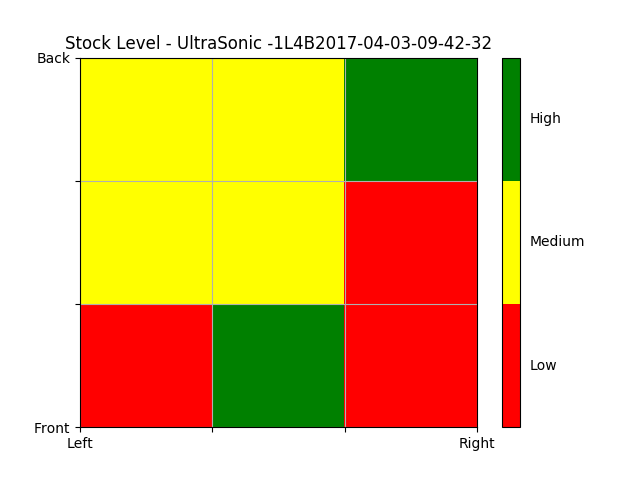 Stock Level - UltraSonic -1L4B2017-04-03-09-42-32
Back
High
Medium
Low
Front
Left
Right